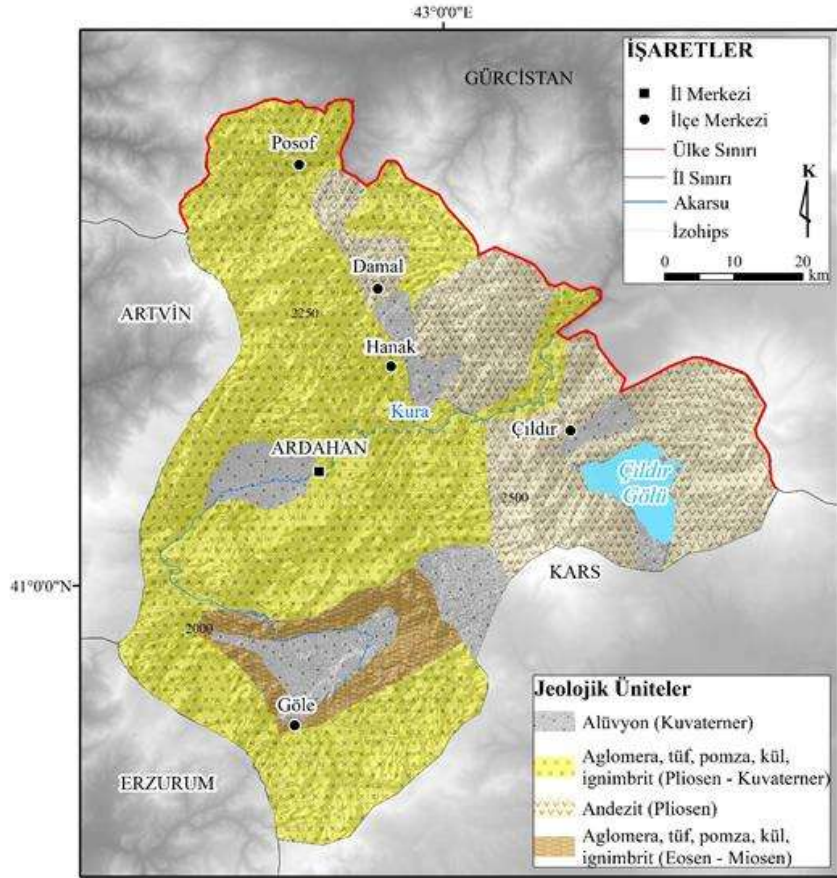 43°0'0"E
İŞARETLER
İl Merkezi
İlçe Merkezi
Ülke Sınırı
İl Sınırı
Akarsu
İzohips
K
0 10 20
km
GÜRCİSTAN
Posof
Damal
ARTVİN
2250
Hanak
Kura
Çıldır
ARDAHAN
Çıldır
Gölü
2500
KARS
41°0'0"N
2000
Göle
ERZURUM
Jeolojik Üniteler
Alüvyon (Kuvaterner)
Aglomera, tüf, pomza, kül,
ignimbrit (Pliosen - Kuvaterner)
Andezit (Pliosen)
Aglomera, tüf, pomza, kül,
ignimbrit (Eosen - Miosen)